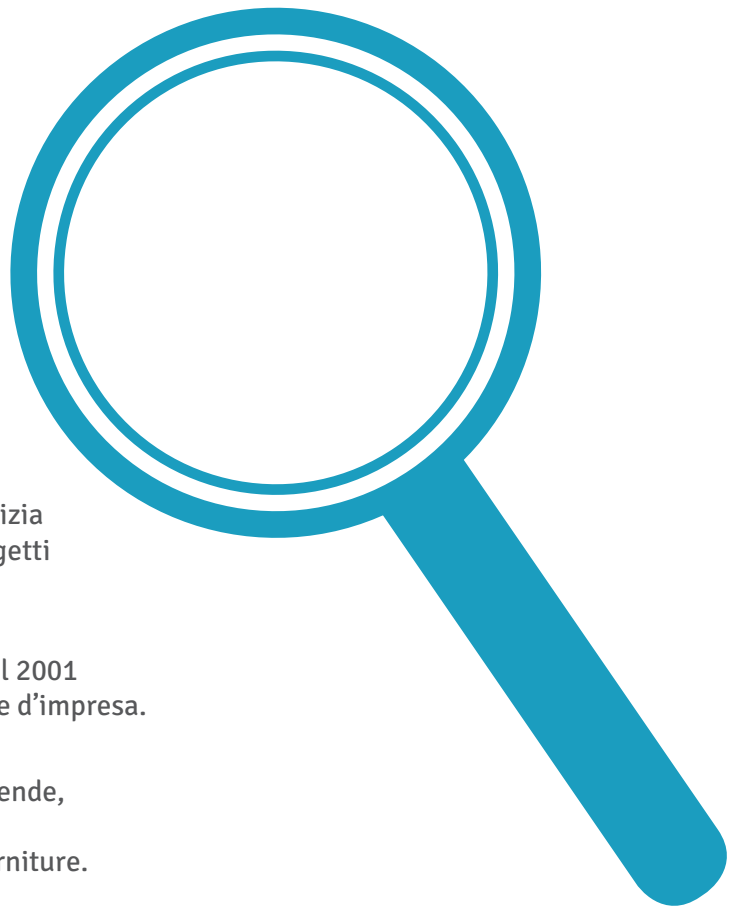 izia
getti
l 2001
e d’impresa.
ende,
rniture.